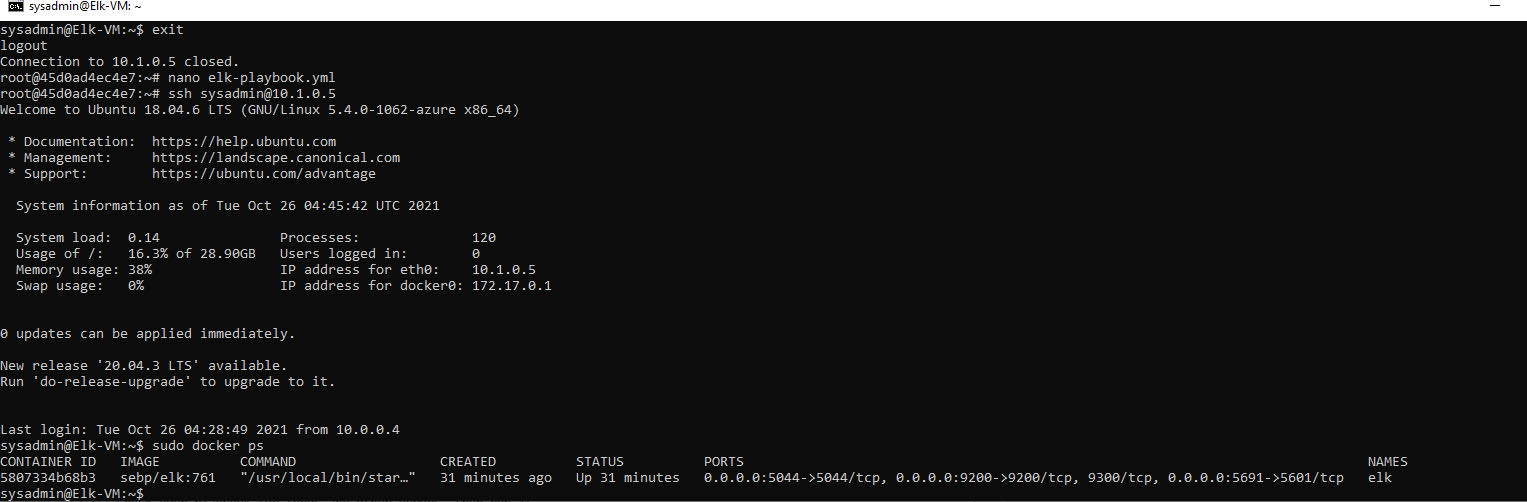 sysadmin@Elk-VM: ~
sysadmin@Elk-VM:~$ exit
logout
Connection to 10.1.0.5 closed.
root@45d0ad4ec4e7:~# nano elk-playbook.yml
root@45d0ad4ec4e7:~# ssh sysadmin@10.1.0.5
Welcome to Ubuntu 18.04.6 LTS (GNU/Linux 5.4.0-1062-azure x86_64)
* Documentation:  https://help.ubuntu.com
* Management:     https://landscape.canonical.com
* Support:        https://ubuntu.com/advantage
System information as of Tue Oct 26 04:45:42 UTC 2021
System load:  0.14               Processes:              120
Usage of /:   16.3% of 28.90GB   Users logged in:        0
Memory usage: 38%                IP address for eth0:    10.1.0.5
Swap usage:   0%                 IP address for docker0: 172.17.0.1
0 updates can be applied immediately.
New release '20.04.3 LTS' available.
Run 'do-release-upgrade' to upgrade to it.
Last login: Tue Oct 26 04:28:49 2021 from 10.0.0.4
sysadmin@Elk-VM:~$ sudo docker ps
CONTAINER ID   IMAGE          COMMAND                  CREATED          STATUS          PORTS                                                                              NAMES
5807334b68b3   sebp/elk:761   "/usr/local/bin/star…"   31 minutes ago   Up 31 minutes   0.0.0.0:5044->5044/tcp, 0.0.0.0:9200->9200/tcp, 9300/tcp, 0.0.0.0:5691->5601/tcp   elk
sysadmin@Elk-VM:~$